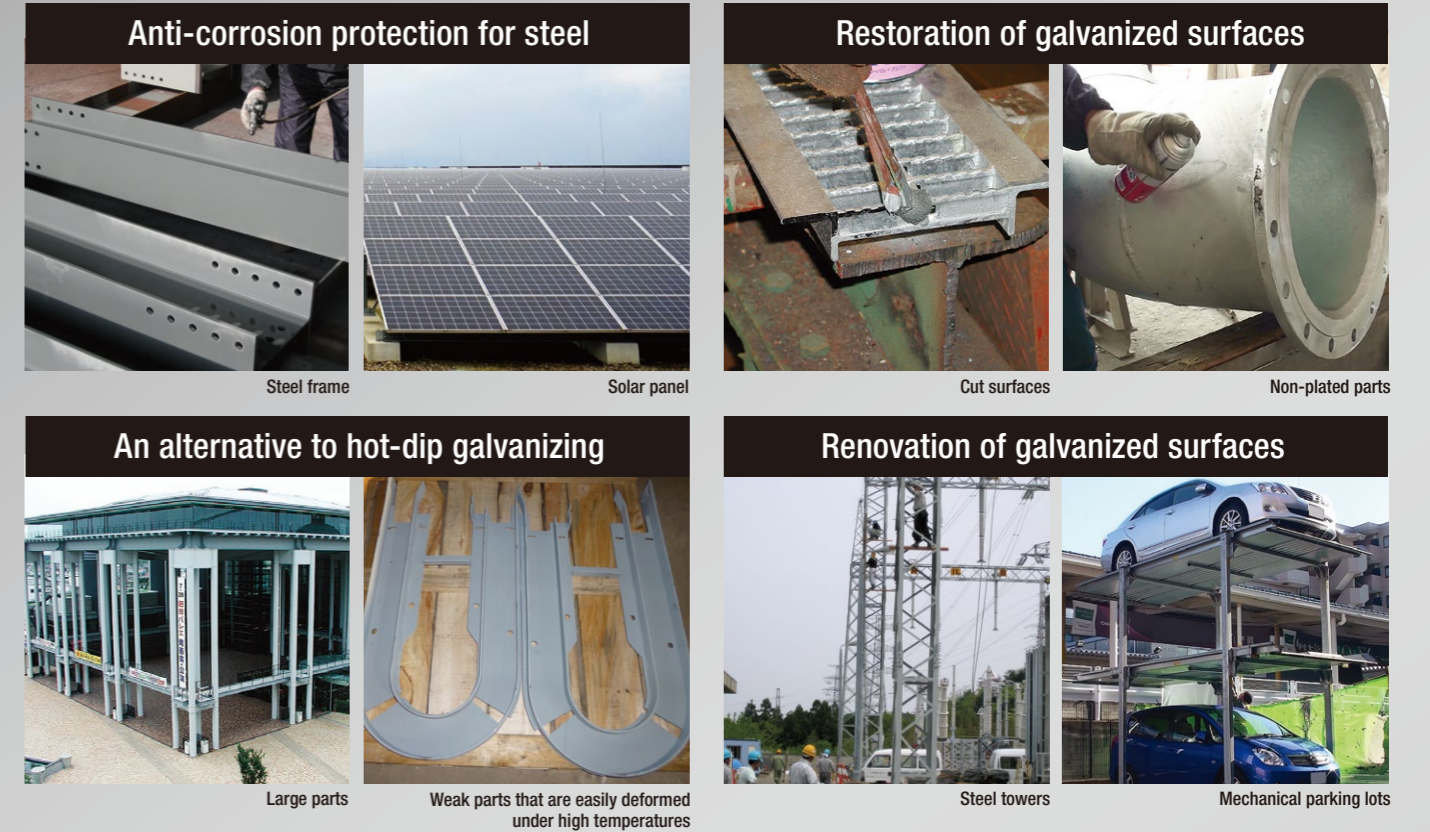 Anti-corrosion protection for steel
Steel frame
Solar panel
Restoration of galvanized surfaces
Cut surfaces
Non-plated parts
An alternative to hot-dip galvanizing
Large parts
Weak parts that are easily deformed
under high temperatures
Renovation of galvanized surfaces
Steel towers
Mechanical parking lots